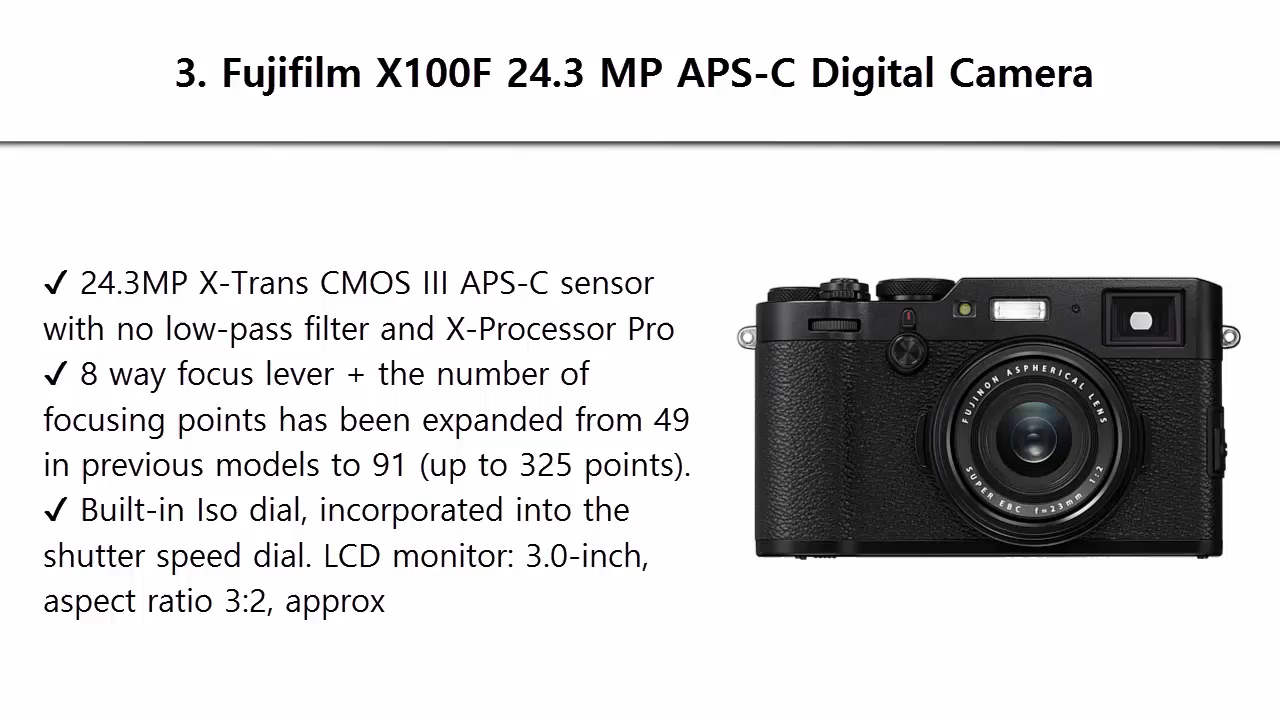 3. Fujifilm X100F 24.3 MP APS-C Digital Camera
✓ 24.3MP X-Trans CMOS III APS-C sensor
with no low-pass filter and X-Processor Pro
✓ 8 way focus lever + the number of
focusing points has been expanded from 49
in previous models to 91 (up to 325 points).
✓ Built-in Iso dial, incorporated into the
shutter speed dial. LCD monitor: 3.0-inch,
aspect ratio 3:2, approx
FUJINON ASPHERICAL LENS
SUPER EBC f=23mm 1:2